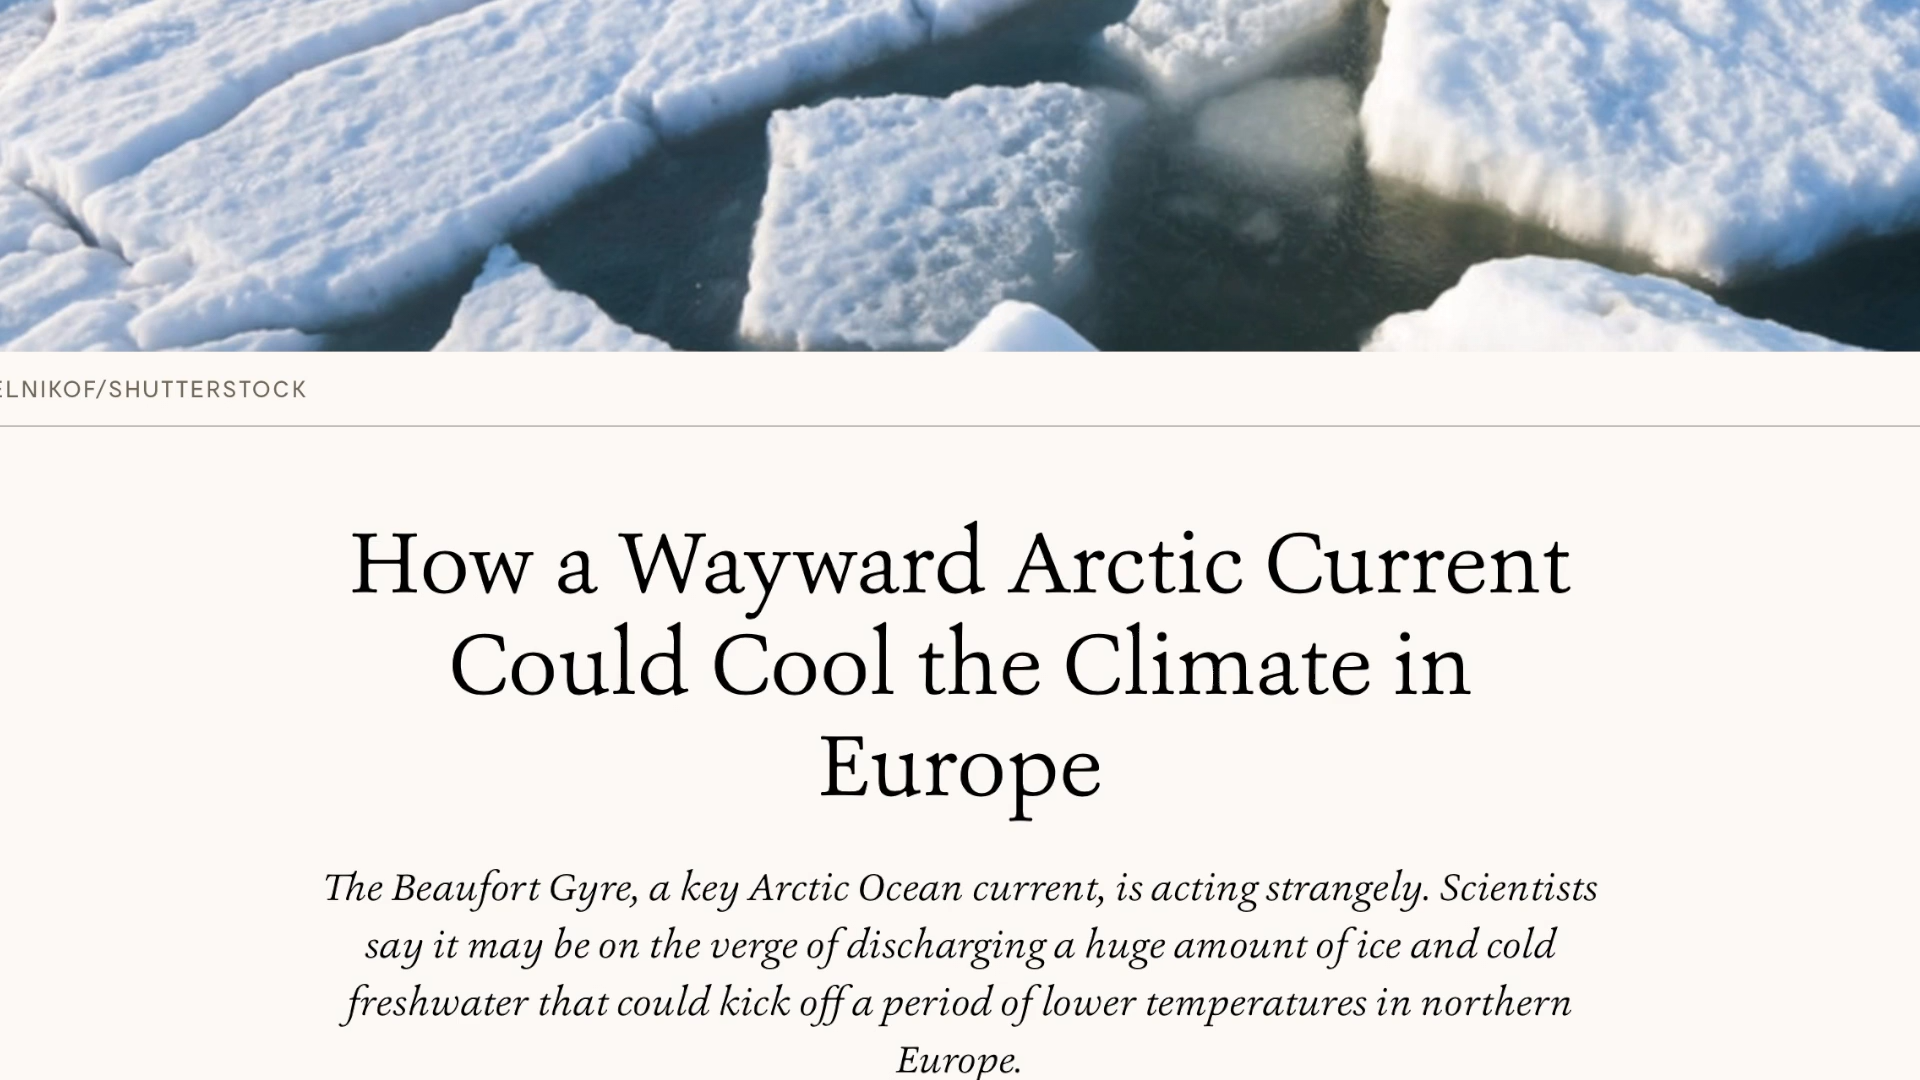 ELNIKOF/SHUTTERSTOCK
How a Wayward Arctic Current
Could Cool the Climate in
Europe
The Beaufort Gyre, a key Arctic Ocean current, is acting strangely. Scientists
say it may be on the verge of discharging a huge amount of ice and cold
freshwater that could kick off a period of lower temperatures in northern
Europe.